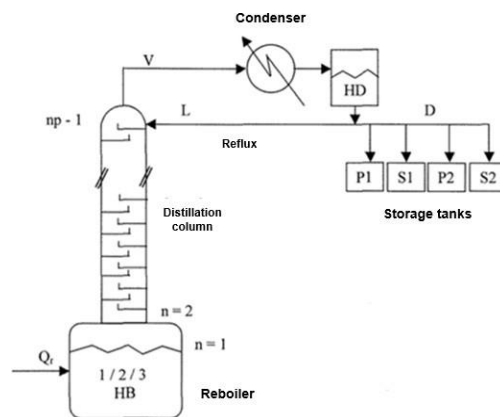 Condenser
V
HD
np - 1
L
D
Reflux
P1
S1
P2
S2
Storage tanks
Distillation
column
n = 2
n = 1
Qr
1 / 2 / 3
HB
Reboiler